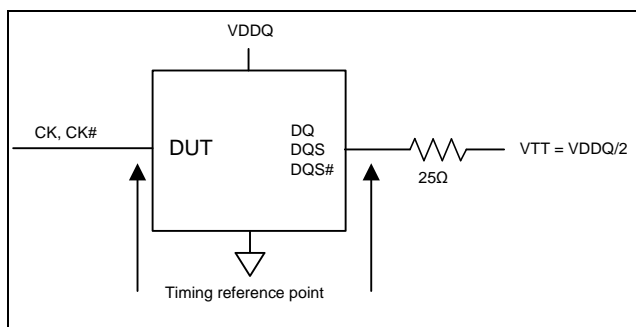 VDDQ
CK, CK#
DUT
DQ
DQS
DQS#
VTT = VDDQ/2
25Ω
Timing reference point